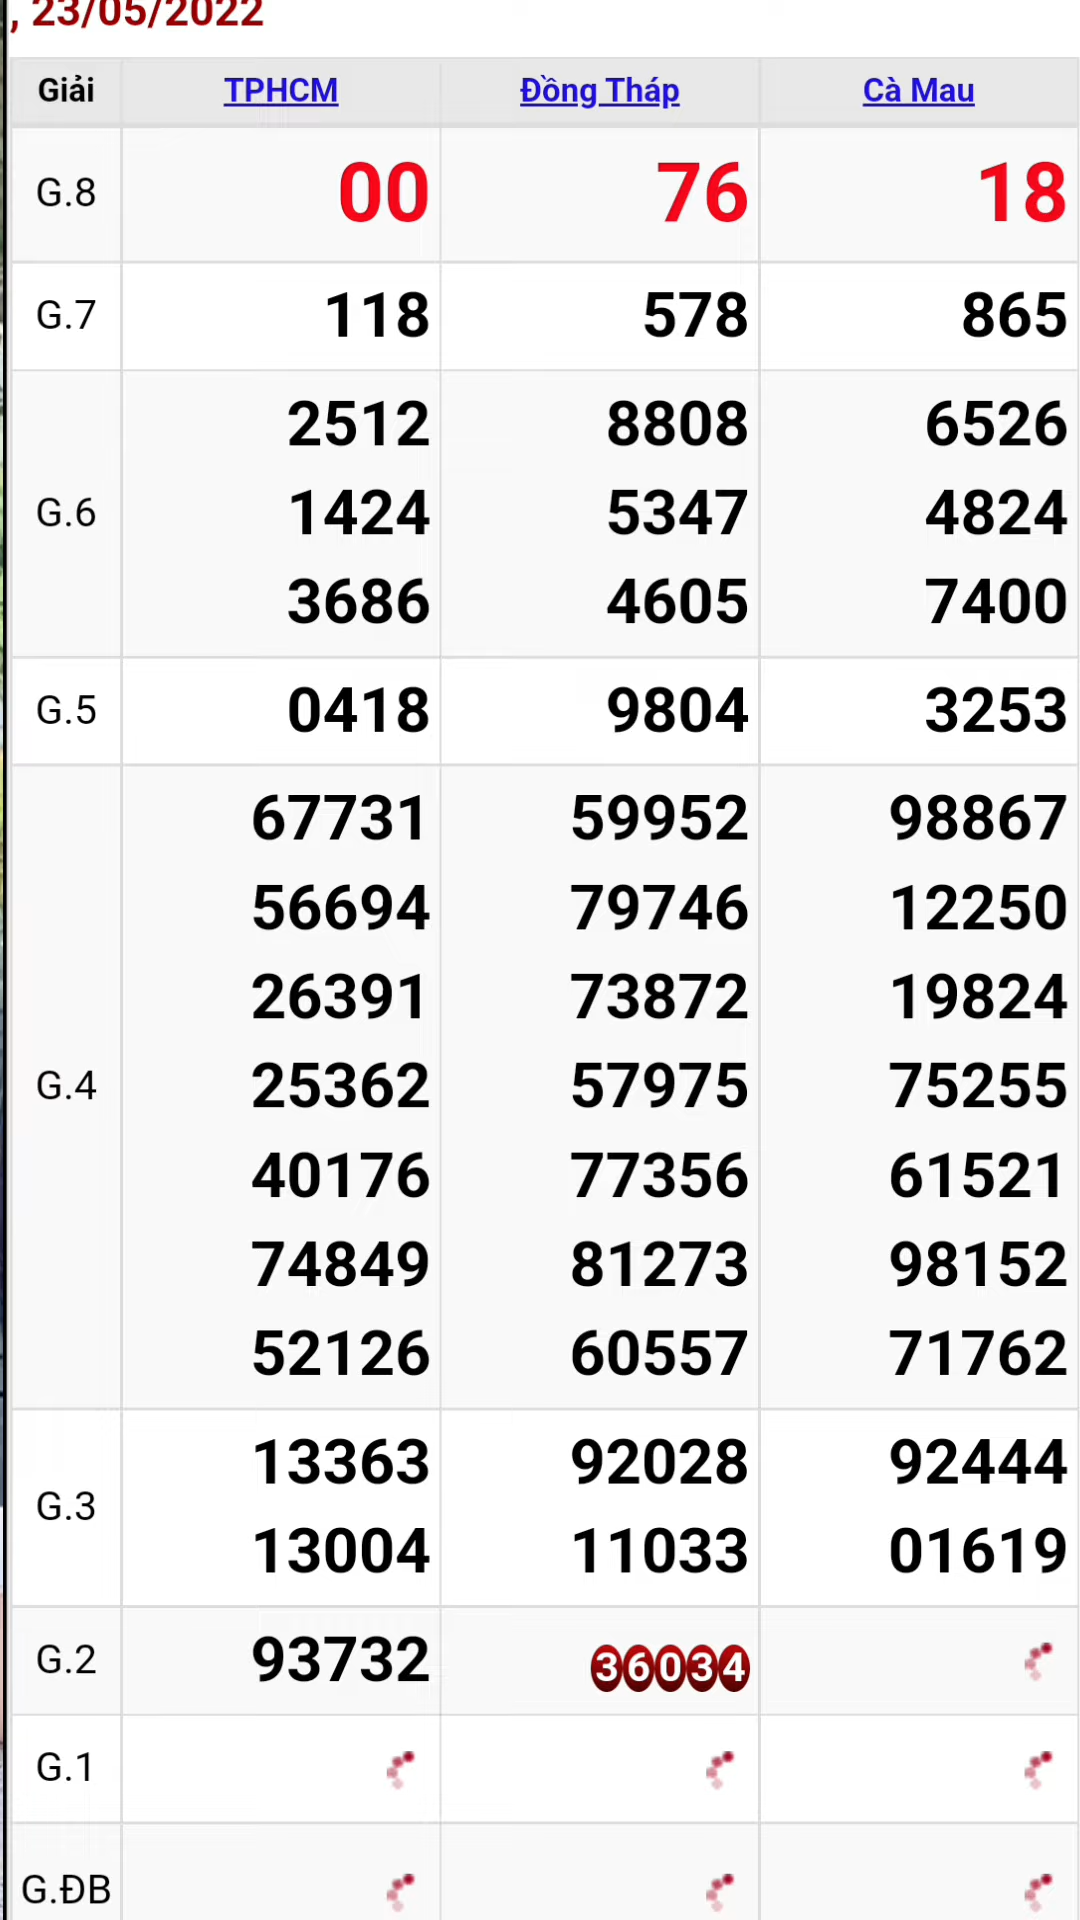 , 23/05/2022
Giải TPHCM Đồng Tháp Cà Mau
G.8 00 76 18
G.7 118 578 865
2512 8808 6526
G.6 1424 5347 4824
3686 4605 7400
G.5 0418 9804 3253
67731 59952 98867
56694 79746 12250
26391 73872 19824
G.4 25362 57975 75255
40176 77356 61521
74849 81273 98152
52126 60557 71762
13363 92028 92444
G.3
13004 11033 01619
G.2 93732 36034
G.1
G.ĐB